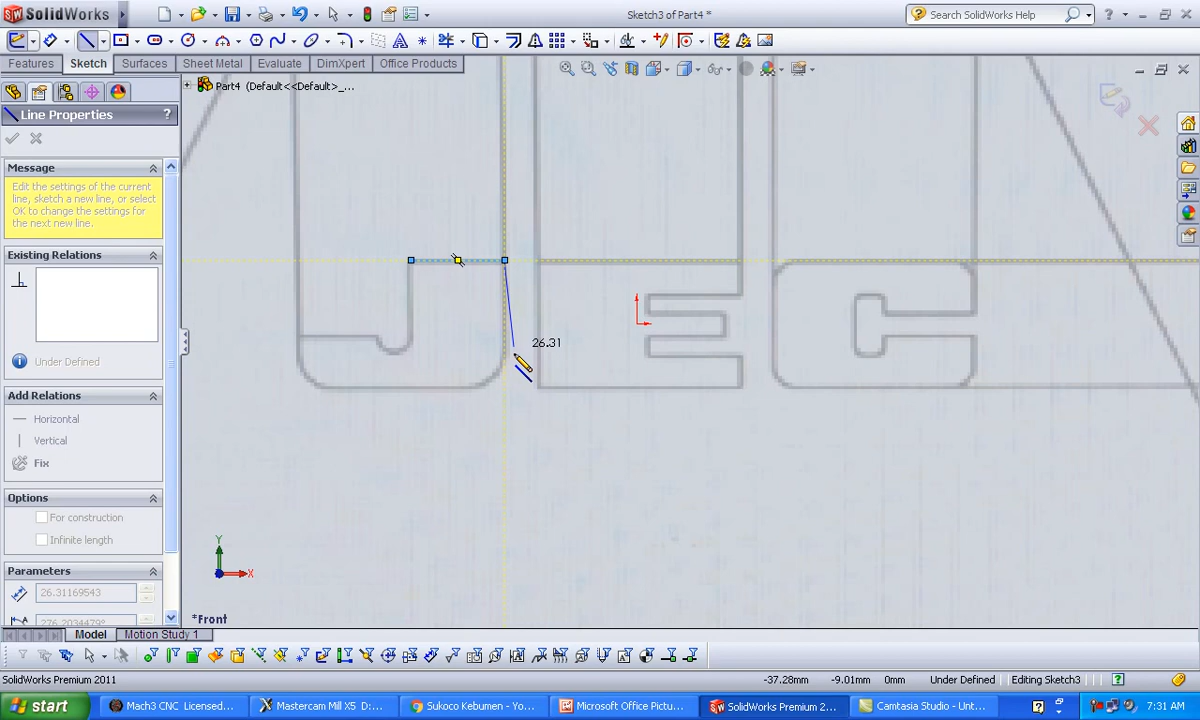 SolidWorks
Sketch3 of Part4 *
Search SolidWorks Help
Features
Sketch
Surfaces
Sheet Metal
Evaluate
DimXpert
Office Products
Part4 (Default<<Default>_...
Line Properties
?
Message
Edit the settings of the current
line, sketch a new line, or select
OK to change the settings for
the next new line.
Existing Relations
Under Defined
Add Relations
Horizontal
Vertical
Fix
Options
For construction
Infinite length
Parameters
26.31169543
276.2034479°
26.31
JEC
Y
X
*Front
Model
Motion Study 1
SolidWorks Premium 2011
-37.28mm
-9.01mm
0mm
Under Defined
Editing Sketch3
start
Mach3 CNC Licensed...
Mastercam Mill X5 D:...
Sukoco Kebumen - Yo...
Microsoft Office Pictu...
SolidWorks Premium 2...
Camtasia Studio - Unt...
7:31 AM